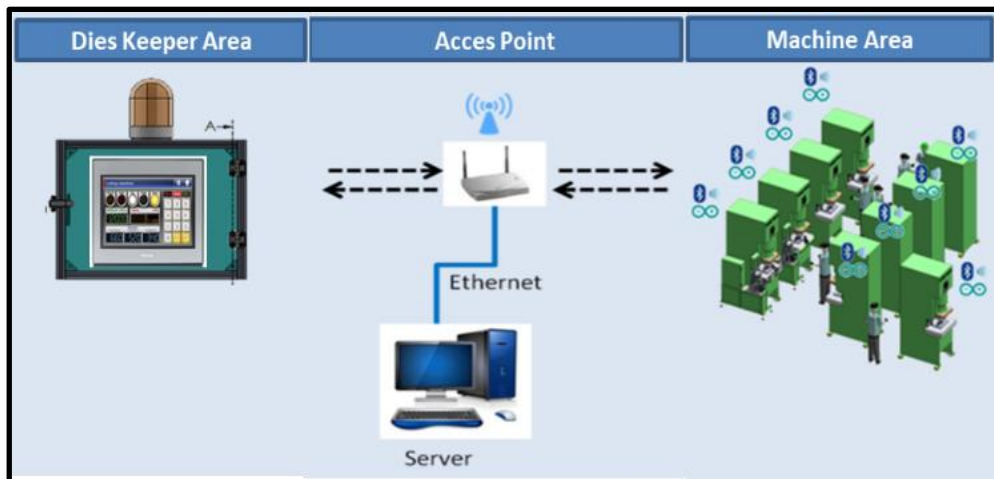 Dies Keeper Area
Acces Point
Machine Area
A
Ethernet
Server